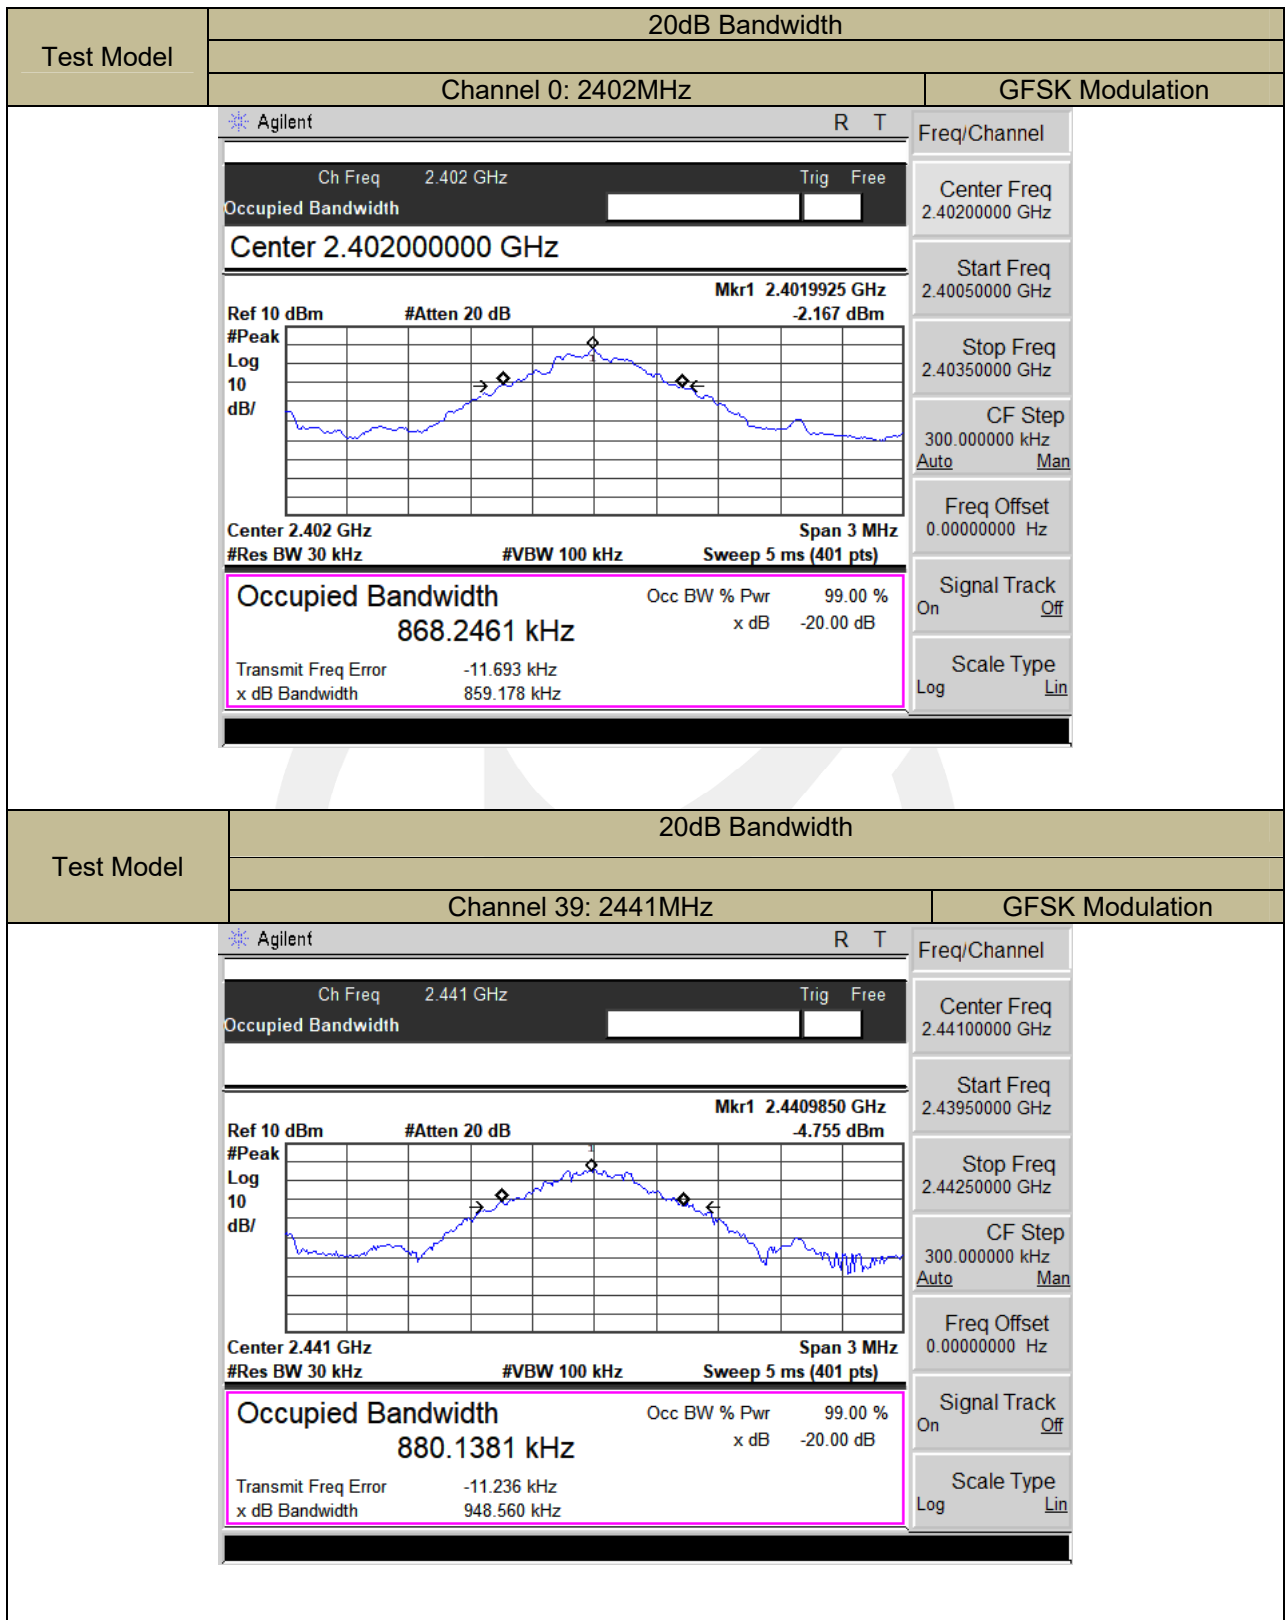 20dB Bandwidth
Test Model
Channel 0: 2402MHz GFSK Modulation
Agilent R T
Freq/Channel
Ch Freq 2.402 GHz Trig Free
Occupied Bandwidth
Center Freq
2.40200000 GHz
Center 2.402000000 GHz
Start Freq
2.40050000 GHz
Mkr1 2.4019925 GHz
Ref 10 dBm #Atten 20 dB -2.167 dBm
#Peak
Log
10
dB/
1
Stop Freq
2.40350000 GHz
CF Step
300.000000 kHz
Auto Man
Freq Offset
0.00000000 Hz
Center 2.402 GHz Span 3 MHz
#Res BW 30 kHz #VBW 100 kHz Sweep 5 ms (401 pts)
Occupied Bandwidth Occ BW % Pwr 99.00 %
868.2461 kHz x dB -20.00 dB
Signal Track
On Off
Transmit Freq Error -11.693 kHz
x dB Bandwidth 859.178 kHz
Scale Type
Log Lin
20dB Bandwidth
Test Model
Channel 39: 2441MHz GFSK Modulation
Agilent R T
Freq/Channel
Ch Freq 2.441 GHz Trig Free
Occupied Bandwidth
Center Freq
2.44100000 GHz
Start Freq
2.43950000 GHz
Mkr1 2.4409850 GHz
Ref 10 dBm #Atten 20 dB -4.755 dBm
#Peak
Log
10
dB/
1
Stop Freq
2.44250000 GHz
CF Step
300.000000 kHz
Auto Man
Freq Offset
0.00000000 Hz
Center 2.441 GHz Span 3 MHz
#Res BW 30 kHz #VBW 100 kHz Sweep 5 ms (401 pts)
Occupied Bandwidth Occ BW % Pwr 99.00 %
880.1381 kHz x dB -20.00 dB
Signal Track
On Off
Transmit Freq Error -11.236 kHz
x dB Bandwidth 948.560 kHz
Scale Type
Log Lin